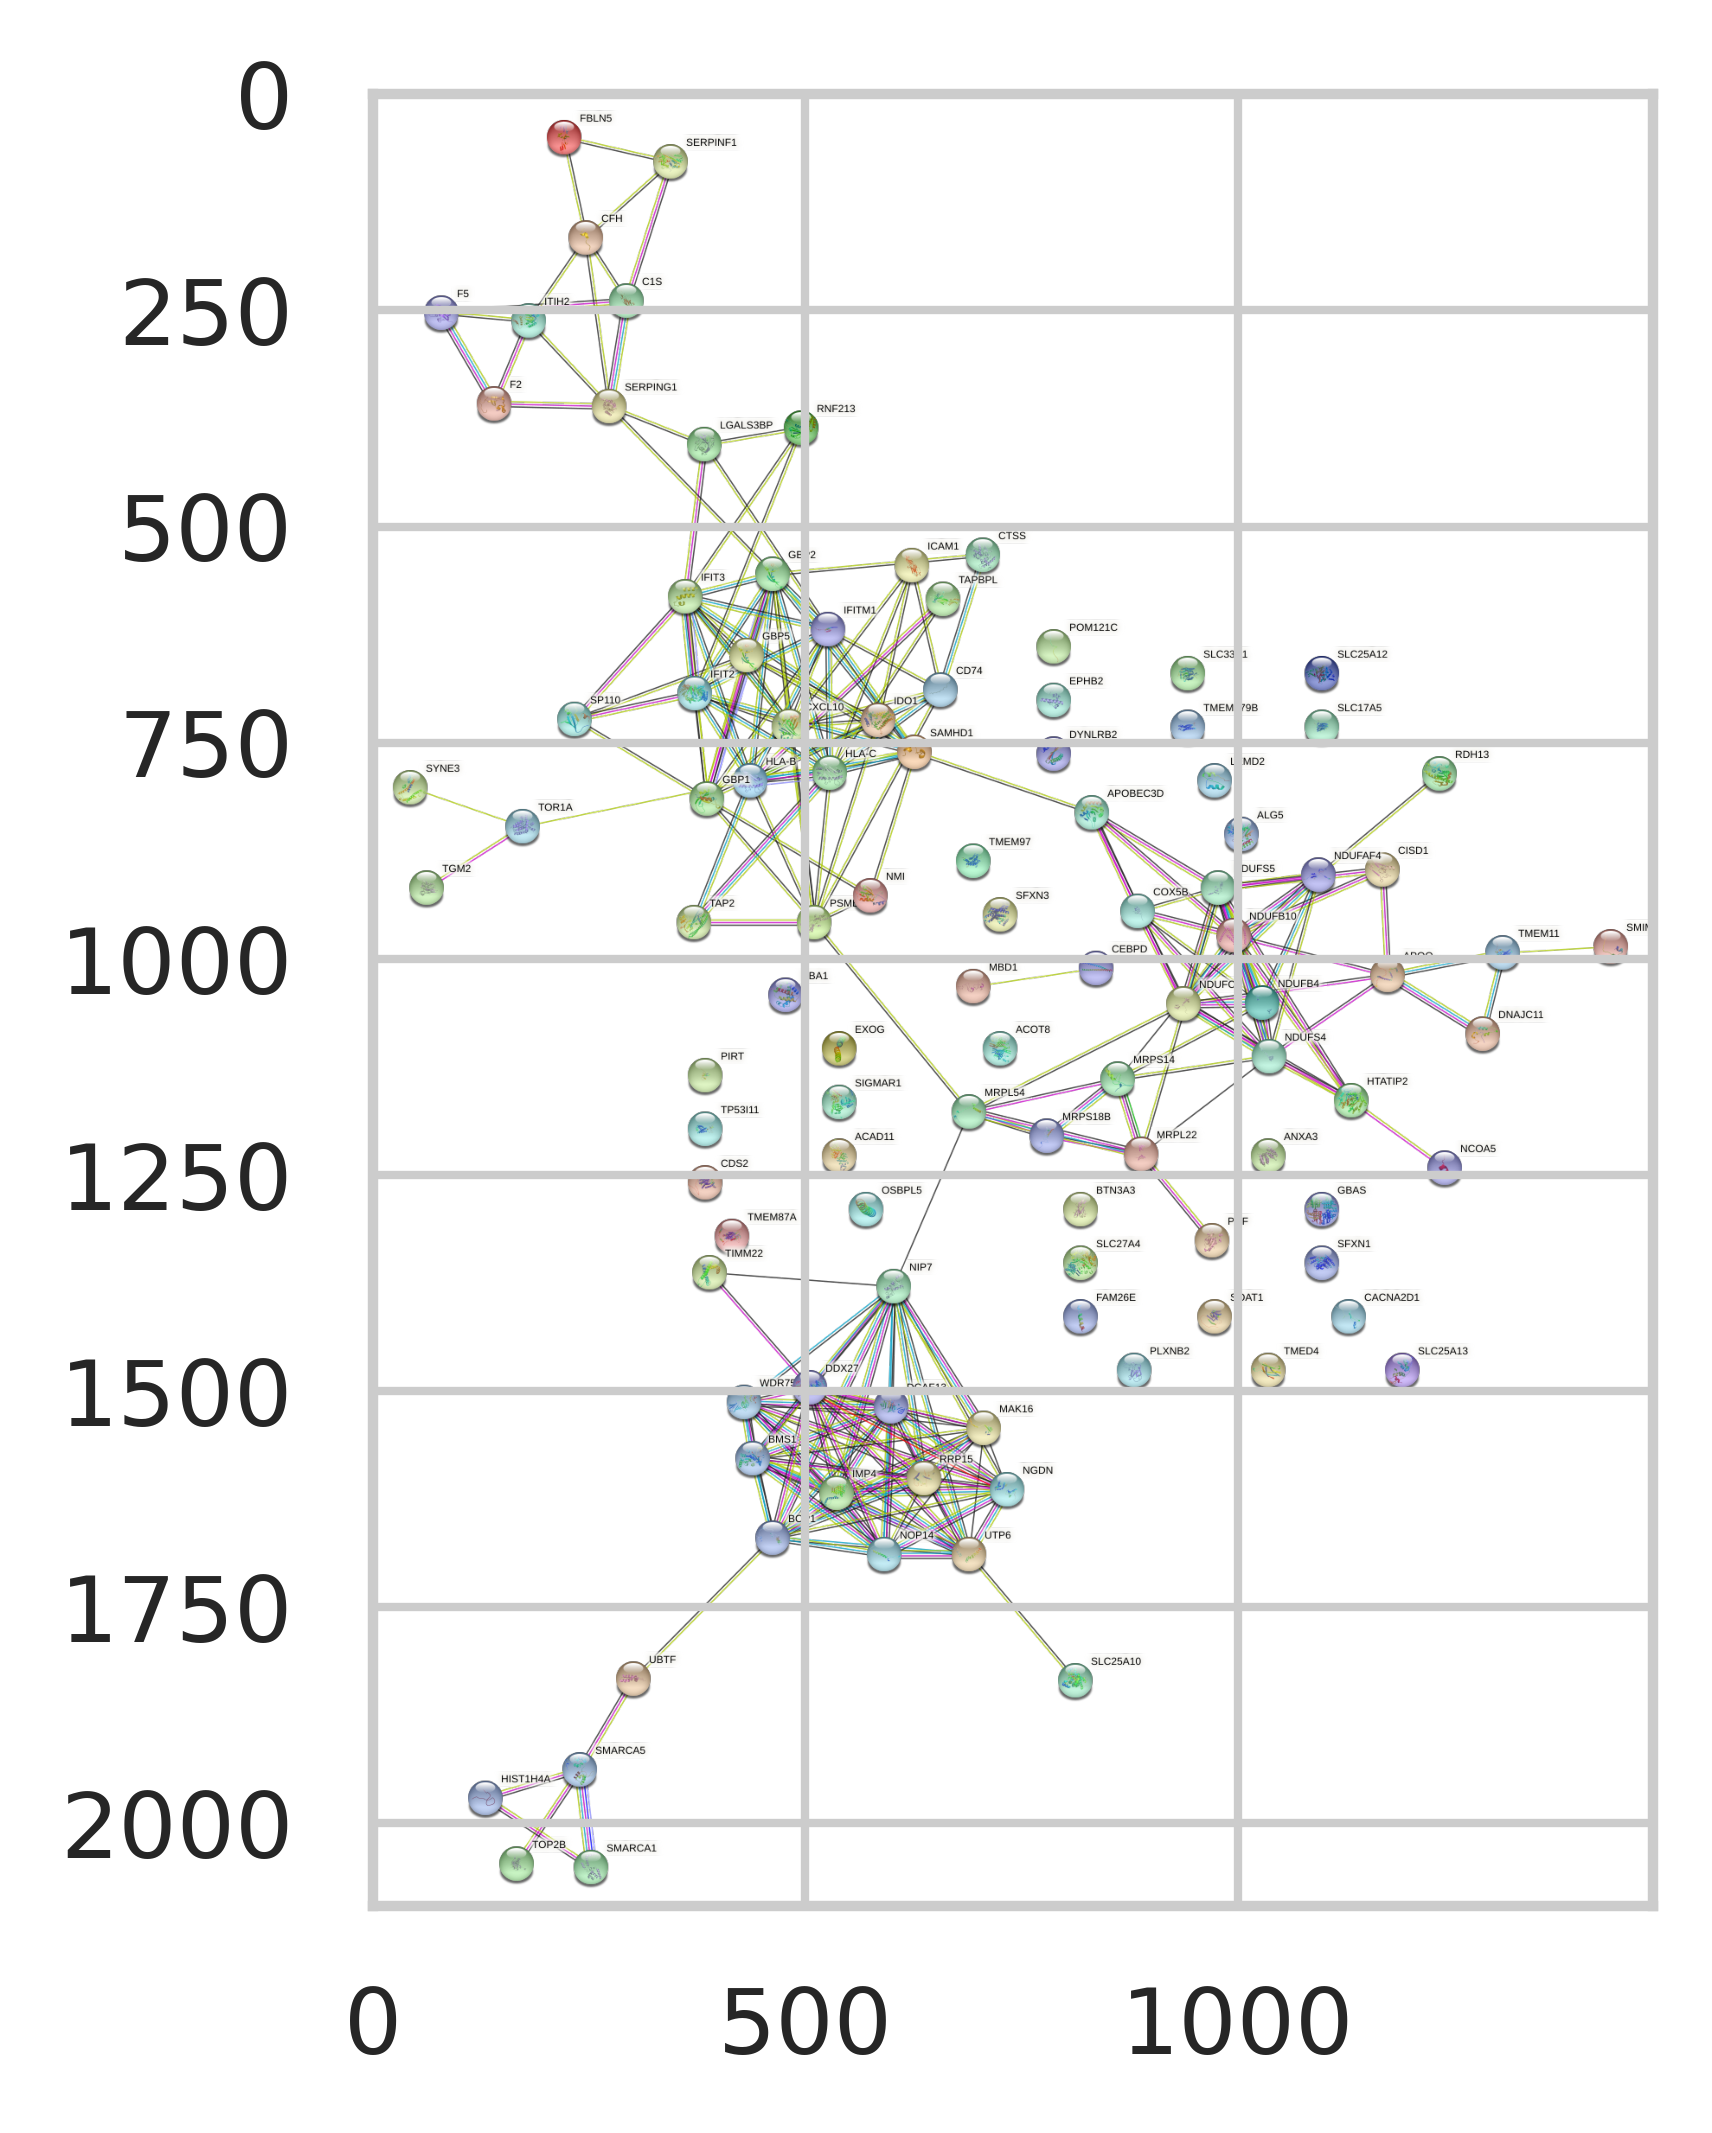 0
FBLN5
SERPINF1
CFH
C1S
250
F5
ITIH2
F2
SERPING1
RNF213
LGALS3BP
500
CTSS
ICAM1
IFIT3
TAPBPL
IFITM1
POM121C
GBP5
SLC25A12
IFIT2
CD74
EPHB2
SP110
IDO1
SLC17A5
750
SAMHD1
DYNLRB2
HLA-B
HLA-C
RDH13
SYNE3
GBP1
TOR1A
APOBEC3D
ALG5
TMEM97
NDUFAF4
CISD1
TGM2
NMI
COX5B
TAP2
SFXN3
NDUFB10
TMEM11
1000
CEBPD
MBD1
NDUFB4
DNAJC11
EXOG
ACOT8
NDUFS4
PIRT
MRPS14
SIGMAR1
MRPL54
HTATIP2
TP53I11
MRPS18B
ACAD11
MRPL22
ANXA3
NCOA5
1250
CDS2
OSBPL5
BTN3A3
GBAS
TMEM87A
TIMM22
SLC27A4
SFXN1
NIP7
FAM26E
CACNA2D1
PLXNB2
TMED4
SLC25A13
1500
DDX27
MAK16
BMS1
RRP15
IMP4
NGDN
NOP14
UTP6
1750
UBTF
SLC25A10
SMARCA5
HIST1H4A
2000
TOP2B
SMARCA1
0 500 1000